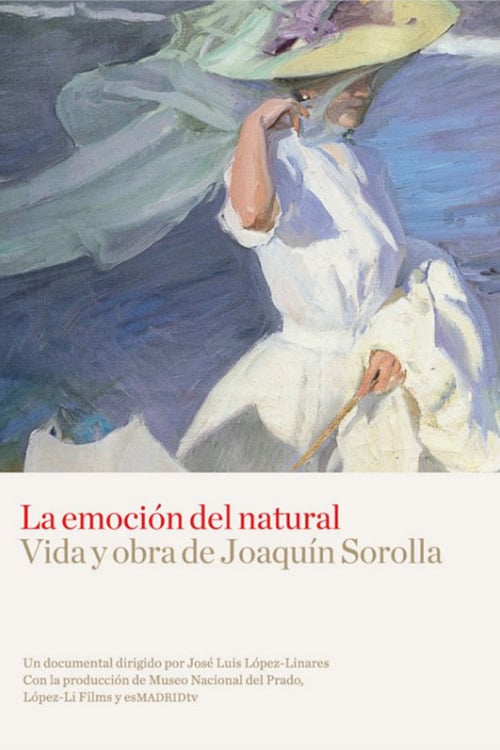 La emoción del natural
Vida y obra de Joaquín Sorolla
Un documental dirigido por José Luis López-Linares
Con la producción de Museo Nacional del Prado,
López-Li Films y esMADRIDtv